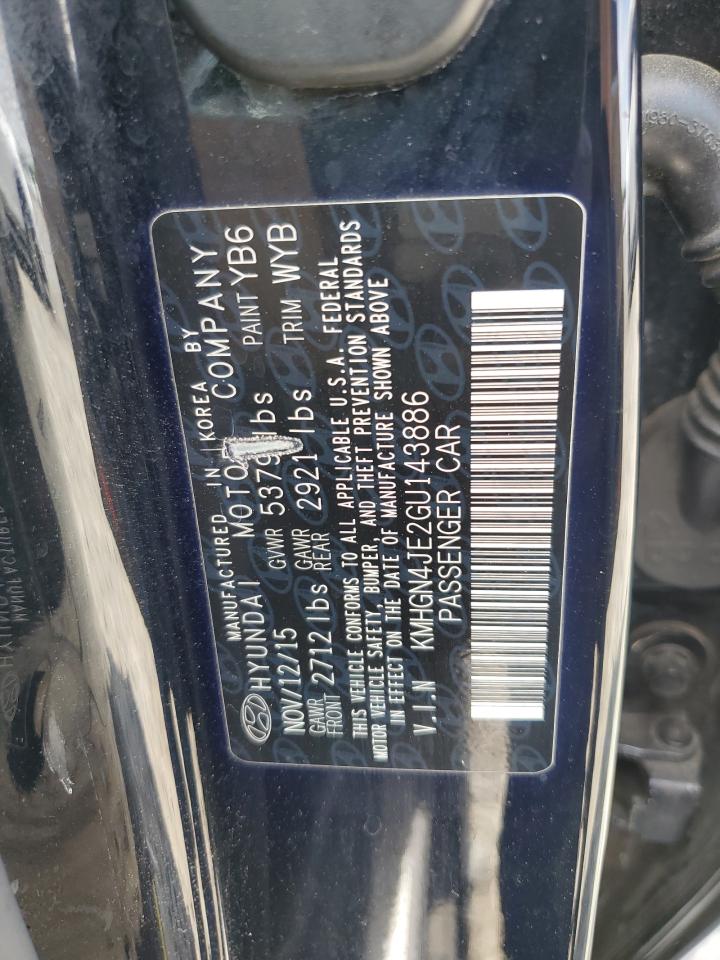 MANUFACTURED IN KOREA BY
HYUNDAI MOTOR COMPANY
NOV/12/15 GVWR 5379 lbs PAINT YB6
GAWR FRONT 2712 lbs GAWR REAR 2921 lbs TRIM WYB
THIS VEHICLE CONFORMS TO ALL APPLICABLE U.S.A. FEDERAL
MOTOR VEHICLE SAFETY, BUMPER, AND THEFT PREVENTION STANDARDS
IN EFFECT ON THE DATE OF MANUFACTURE SHOWN ABOVE
V.I.N KMHGN4JE2GU143886
PASSENGER CAR